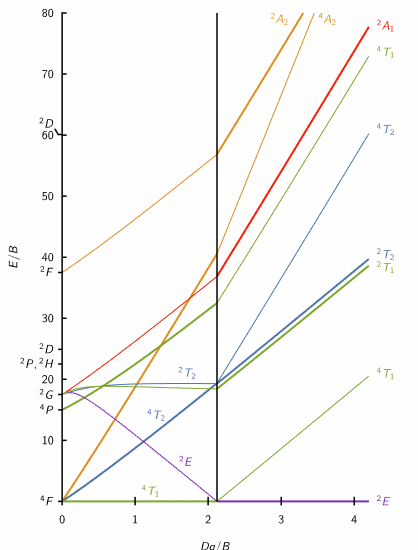 80
²A₂
⁴A₂
²A₁
⁴T₁
70
²D
60
⁴T₂
50
E/B
40
²F
²T₂
²T₁
30
²D
²P,²H
20
²T₂
⁴T₁
²G
⁴P
⁴T₂
10
²E
⁴T₁
⁴F
²E
0
1
2
3
4
Dq/B